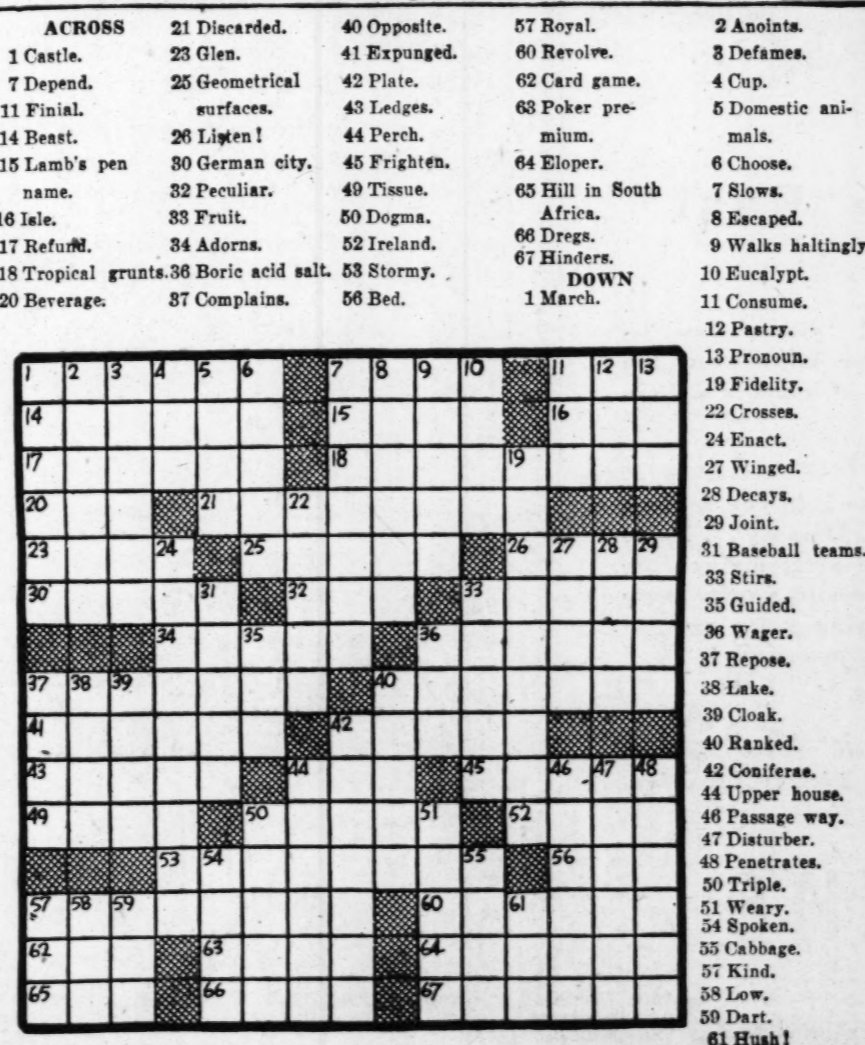 ACROSS
1 Castle.
7 Depend.
11 Finial.
14 Beast.
15 Lamb's pen
name.
16 Isle.
17 Refund.
18 Tropical grunts.
20 Beverage.
21 Discarded.
23 Glen.
25 Geometrical
surfaces.
26 Listen!
30 German city.
32 Peculiar.
33 Fruit.
34 Adorns.
36 Boric acid salt.
37 Complains.
40 Opposite.
41 Expunged.
42 Plate.
43 Ledges.
44 Perch.
45 Frighten.
49 Tissue.
50 Dogma.
52 Ireland.
53 Stormy.
56 Bed.
57 Royal.
60 Revolve.
62 Card game.
63 Poker pre-
mium.
64 Eloper.
65 Hill in South
Africa.
66 Dregs.
67 Hinders.
DOWN
1 March.
2 Anoints.
3 Defames.
4 Cup.
5 Domestic ani-
mals.
6 Choose.
7 Slows.
8 Escaped.
9 Walks haltingly
10 Eucalypt.
11 Consume.
12 Pastry.
13 Pronoun.
19 Fidelity.
22 Crosses.
24 Enact.
27 Winged.
28 Decays.
29 Joint.
31 Baseball teams.
33 Stirs.
35 Guided.
36 Wager.
37 Repose.
38 Lake.
39 Cloak.
40 Ranked.
42 Coniferae.
44 Upper house.
46 Passage way.
47 Disturber.
48 Penetrates.
50 Triple.
51 Weary.
54 Spoken.
55 Cabbage.
57 Kind.
58 Low.
59 Dart.
61 Hush!
1 2 3 4 5 6 7 8 9 10 11 12 13
14 15 16
17 18 19
20 21 22
23 24 25 26 27 28 29
30 31 32 33
34 35 36
37 38 39 40
41 42
43 44 45 46 47 48
49 50 51 52
53 54 55 56
57 58 59 60 61
62 63 64
65 66 67